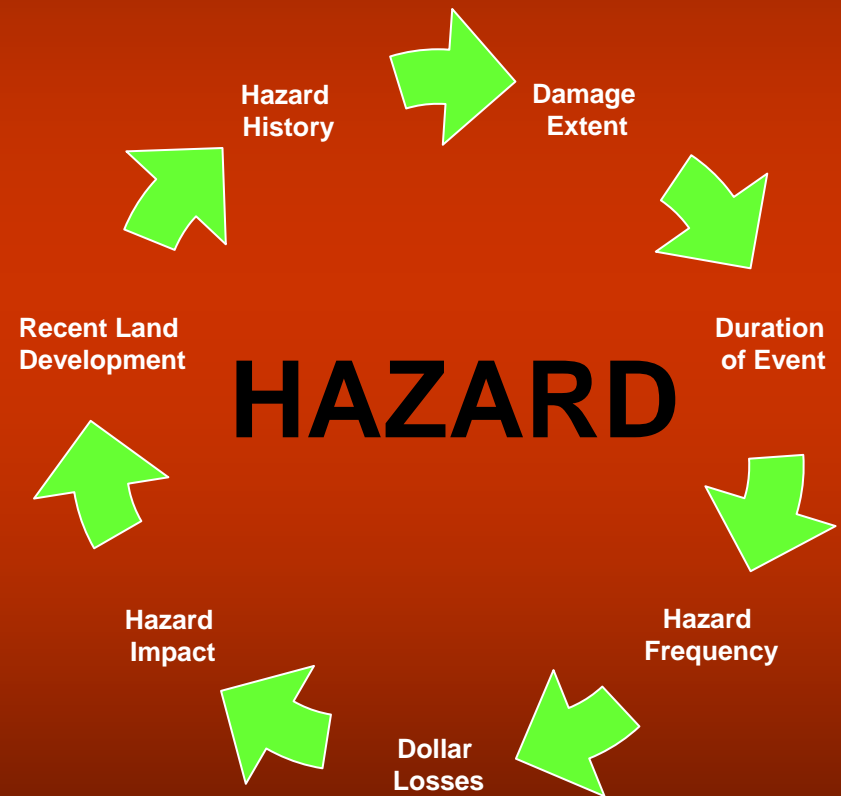 Hazard
History
Damage
Extent
Duration
of Event
Hazard
Frequency
Dollar
Losses
Hazard
Impact
Recent Land
Development
HAZARD